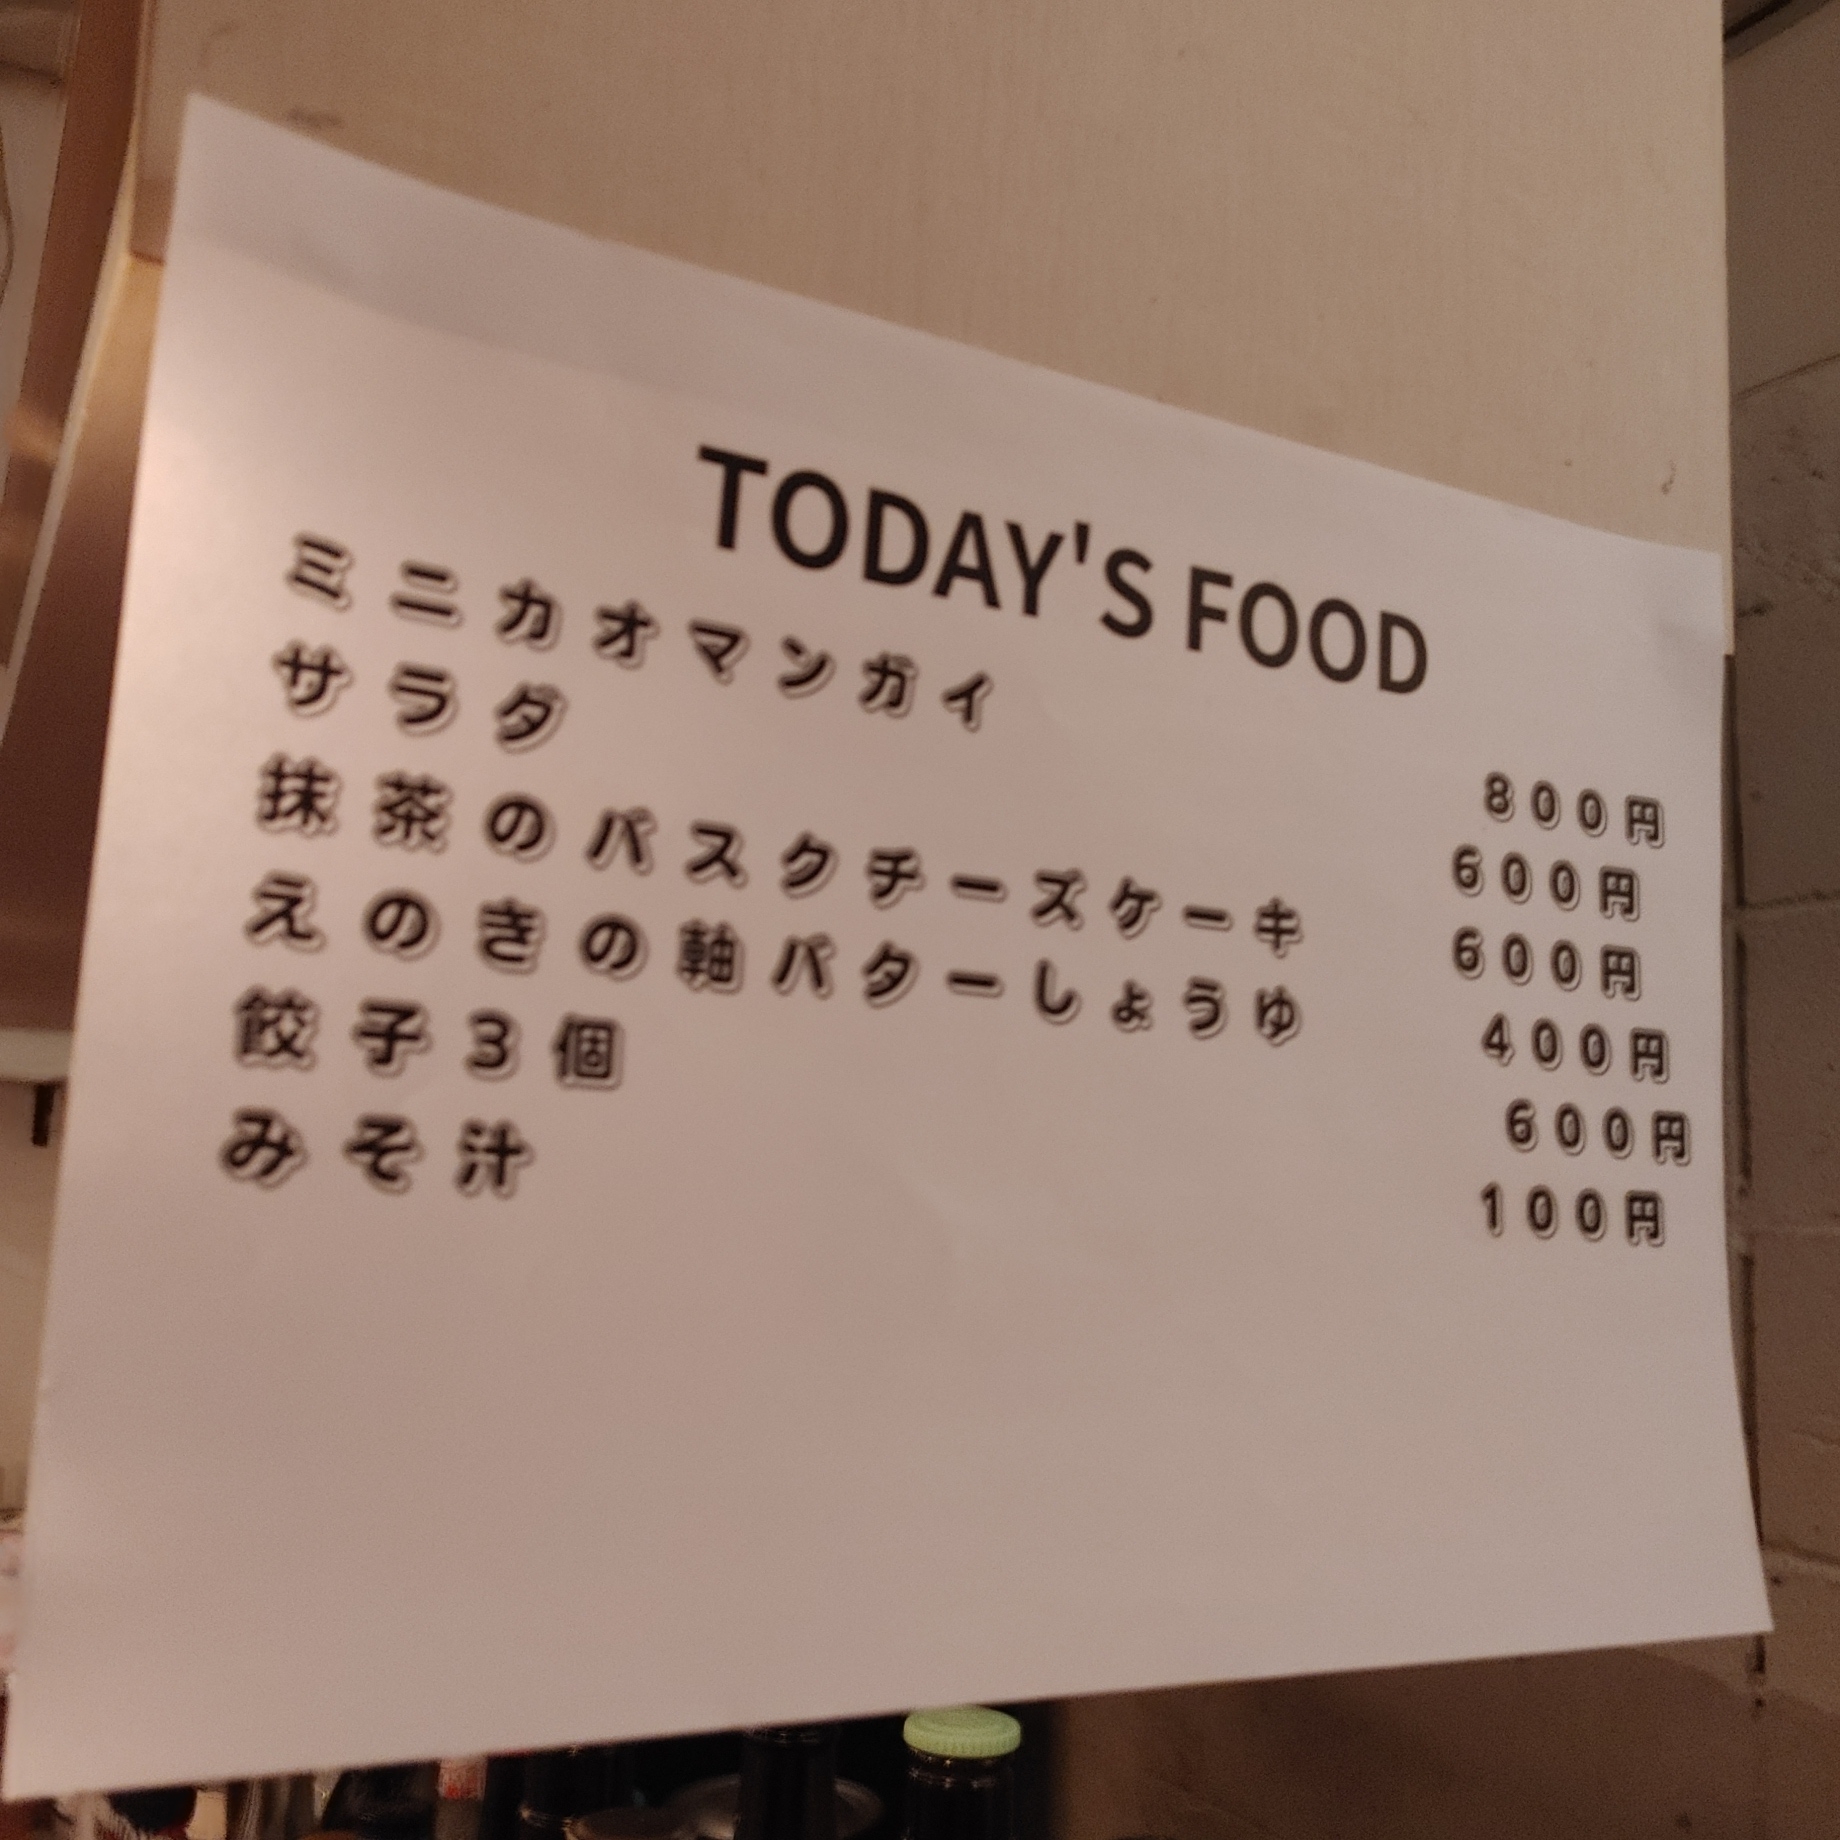 TODAY'S FOOD
ミニカオマンガイ 800円
サラダ 600円
抹茶のバスクチーズケーキ 600円
えのきの軸バターしょうゆ 400円
餃子3個 600円
みそ汁 100円